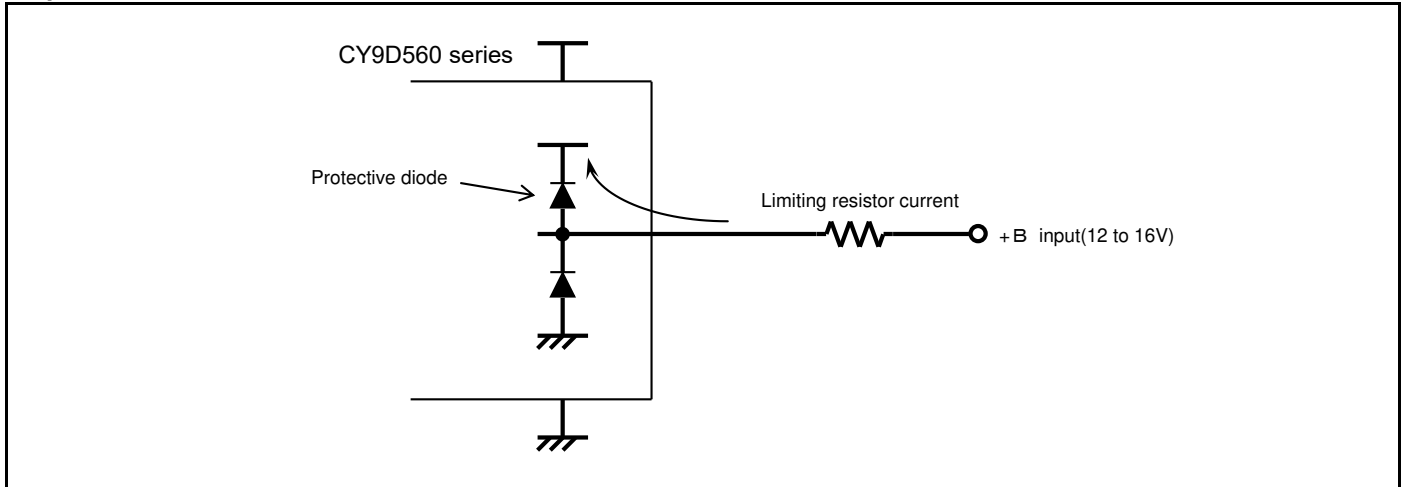 CY9D560 series
Protective diode
Limiting resistor current
+B input(12 to 16V)